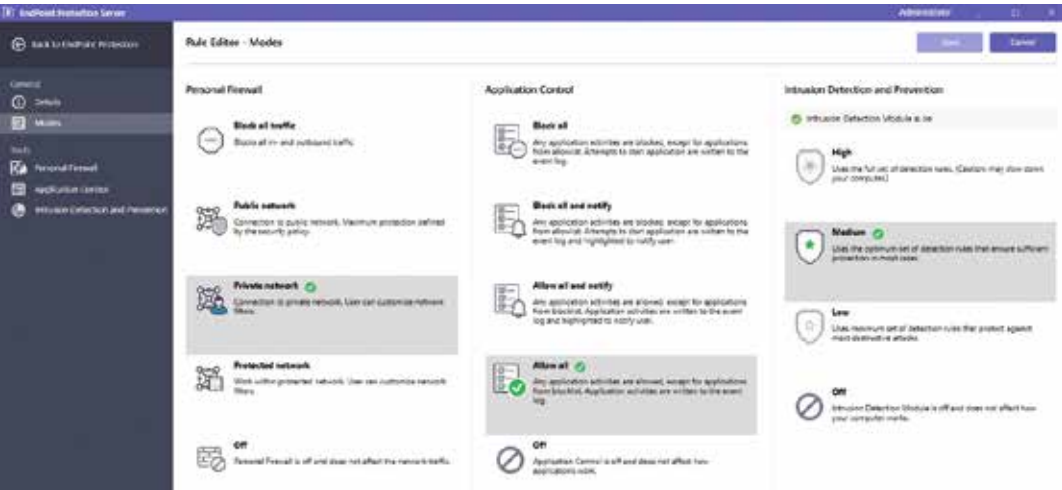 EndPoint Protection Server
Administrator
Back to EndPoint Protection
Rule Editor - Modes
Save
Cancel
General
Details
Modes
Tools
Personal Firewall
Application Control
Intrusion Detection and Prevention
Personal Firewall
Block all traffic
Blocks all in- and outbound traffic.
Public network
Connection to public network. Maximum protection defined
by the security policy.
Private network
Connection to private network. User can customize network
filters.
Protected network
Work within protected network. User can customize network
filters.
Off
Personal Firewall is off and does not affect the network traffic.
Application Control
Block all
Any application activities are blocked, except for applications
from allowlist. Attempts to start application are written to the
event log.
Block all and notify
Any application activities are blocked, except for applications
from allowlist. Attempts to start application are written to the
event log and highlighted to notify user.
Allow all and notify
Any application activities are allowed, except for applications
from blocklist. Application activities are written to the event
log and highlighted to notify user.
Allow all
Any application activities are allowed, except for applications
from blocklist. Application activities are written to the event
log.
Off
Application Control is off and does not affect how
applications work.
Intrusion Detection and Prevention
Intrusion Detection Module is on
High
Uses the full set of detection rules. (Caution: may slow down
your computer.)
Medium
Uses the optimum set of detection rules that ensure sufficient
protection in most cases.
Low
Uses minimum set of detection rules that protect against
most destructive attacks.
Off
Intrusion Detection Module is off and does not affect how
your computer works.